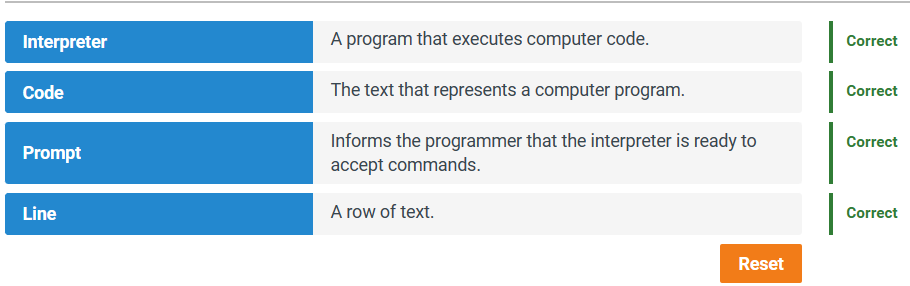 Interpreter
A program that executes computer code.
Correct
Code
The text that represents a computer program.
Correct
Prompt
Informs the programmer that the interpreter is ready to
accept commands.
Correct
Line
A row of text.
Correct
Reset